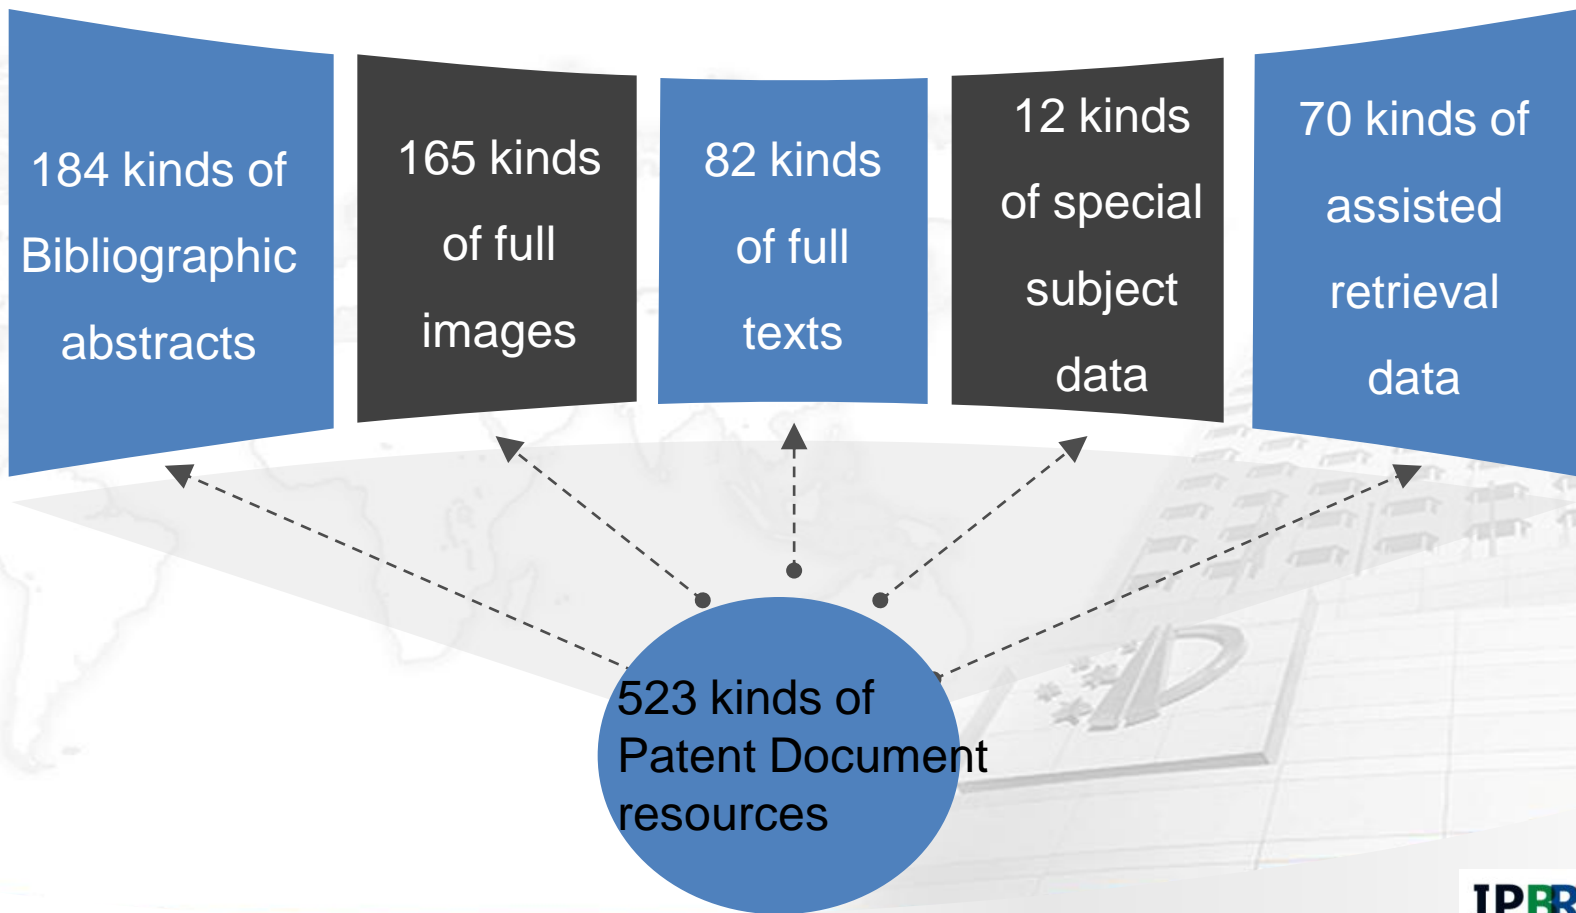 184 kinds of
Bibliographic
abstracts
165 kinds
of full
images
82 kinds
of full
texts
12 kinds
of special
subject
data
70 kinds of
assisted
retrieval
data
523 kinds of
Patent Document
resources